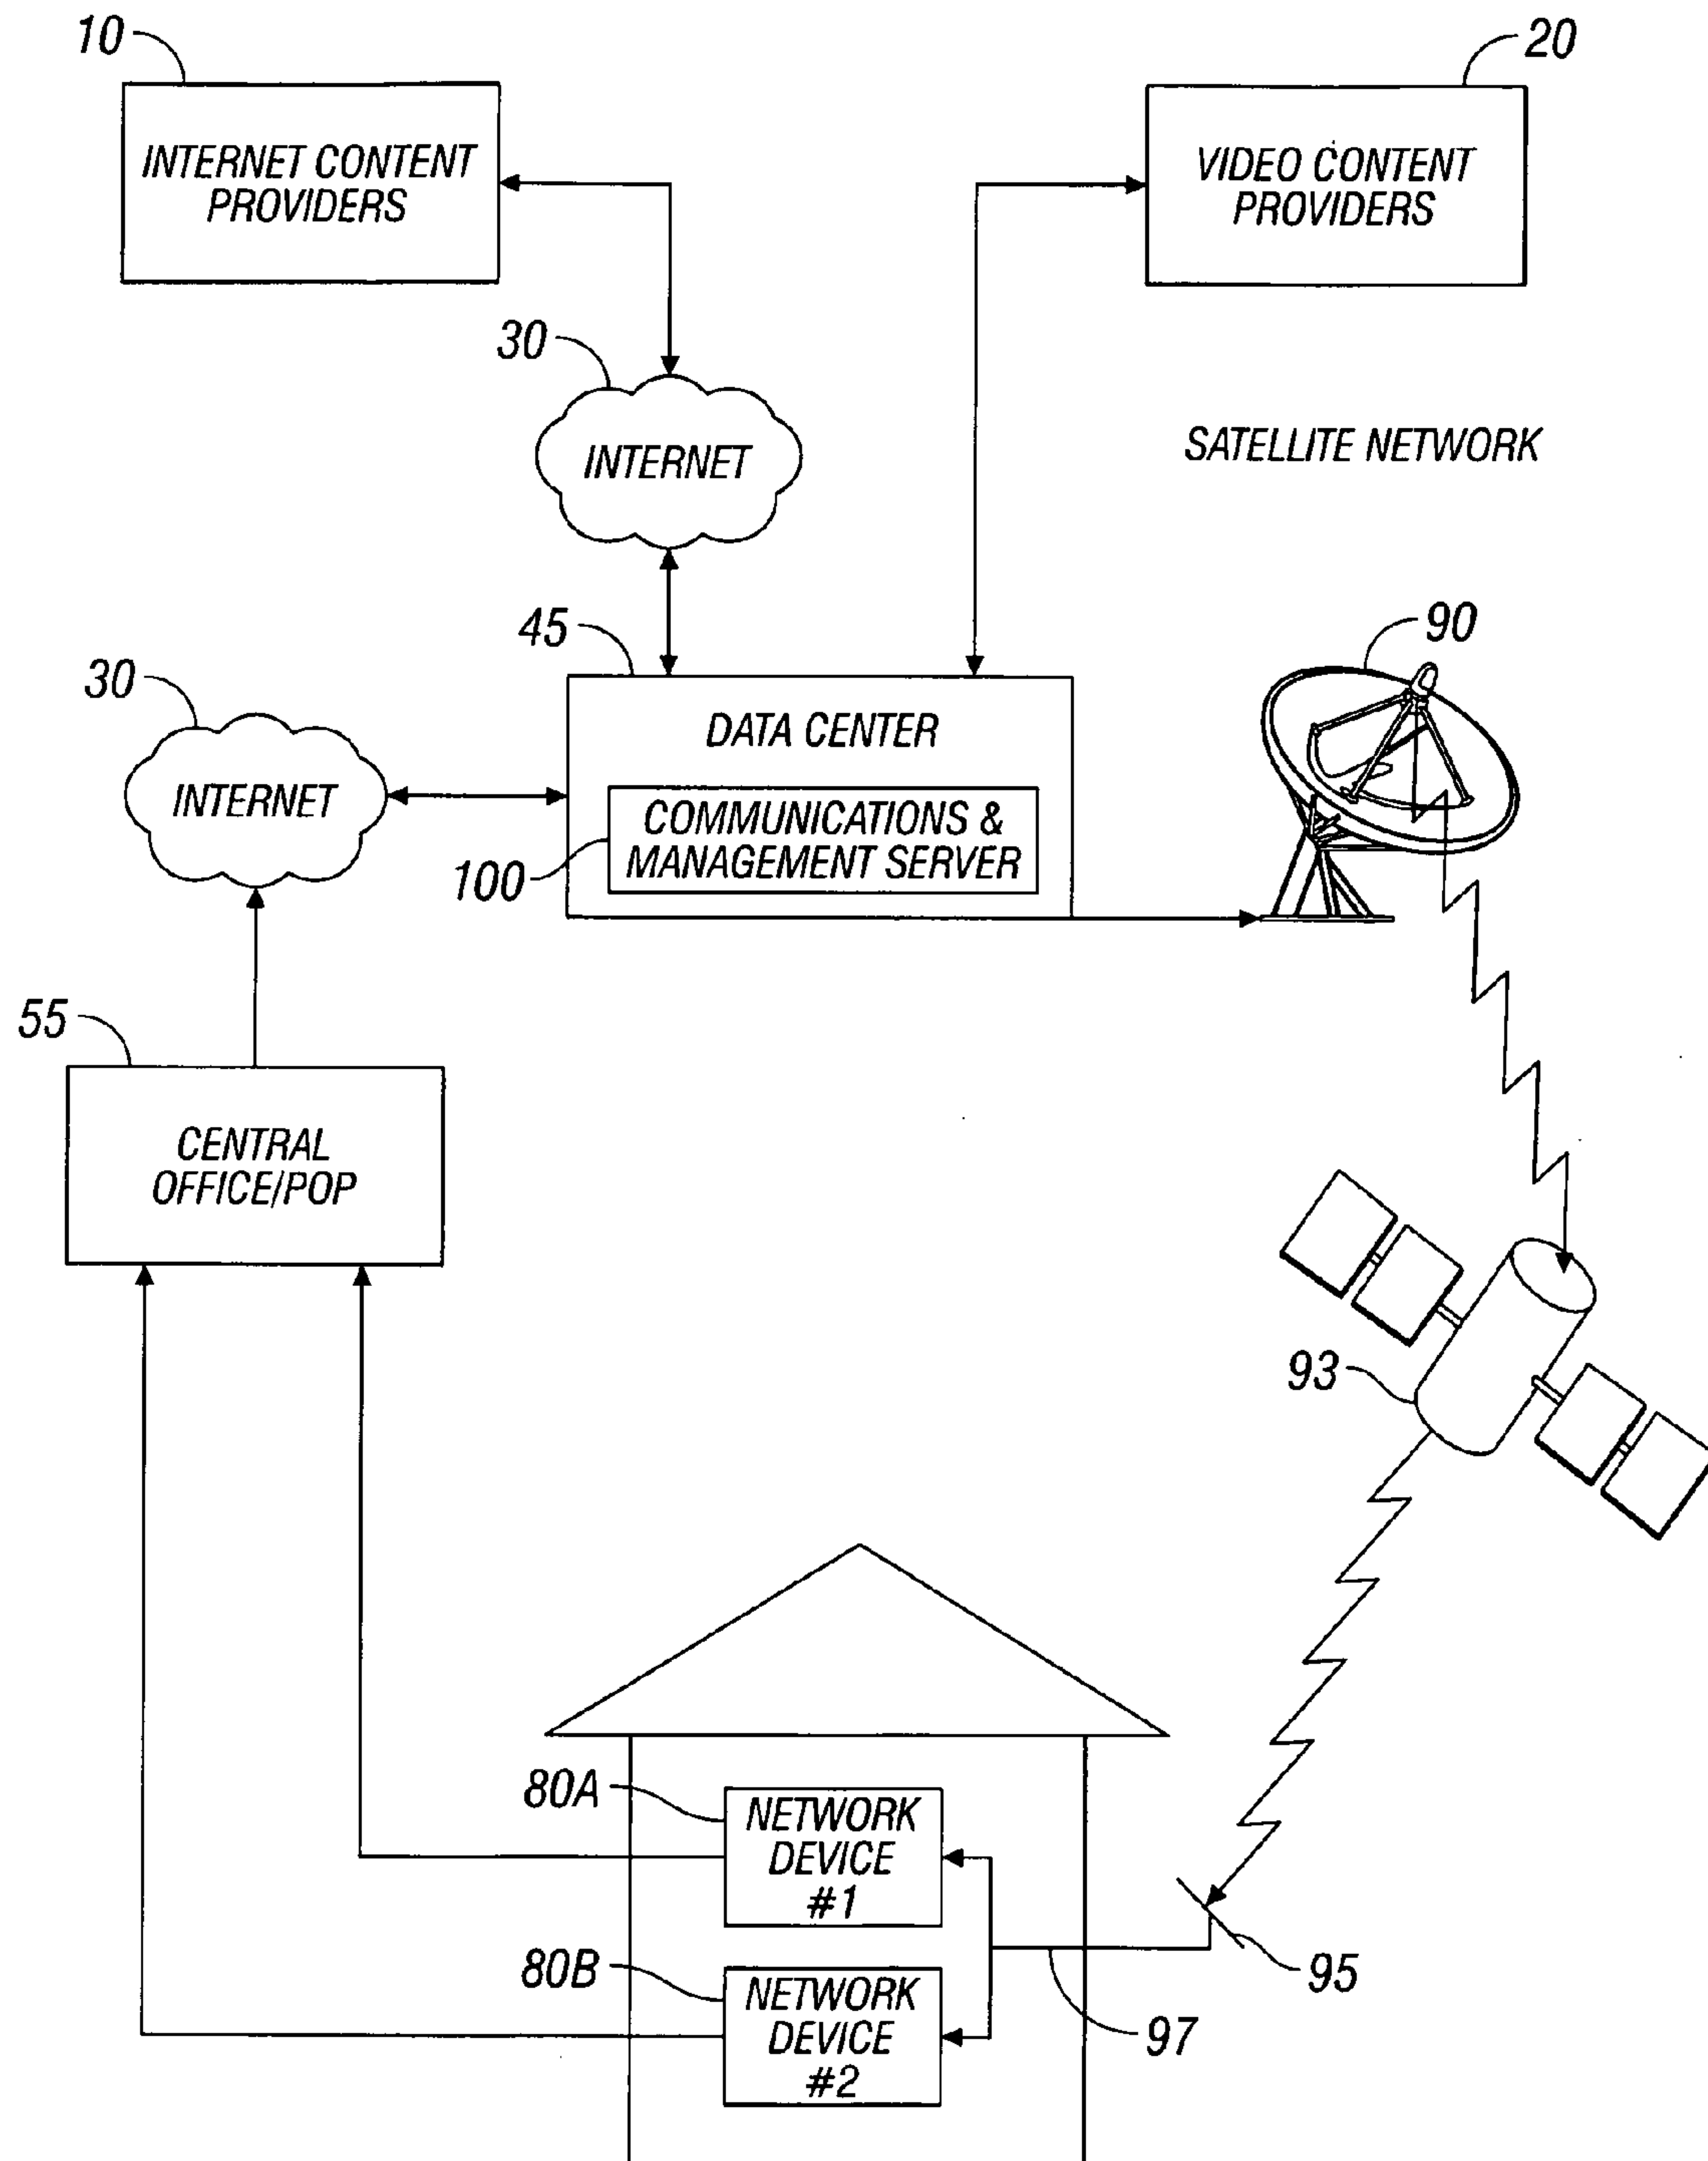 10
20
INTERNET CONTENT
PROVIDERS
VIDEO CONTENT
PROVIDERS
30
INTERNET
SATELLITE NETWORK
45
90
30
DATA CENTER
INTERNET
COMMUNICATIONS &
MANAGEMENT SERVER
100
55
CENTRAL
OFFICE/POP
93
80A
NETWORK
DEVICE
#1
80B
NETWORK
DEVICE
#2
95
97